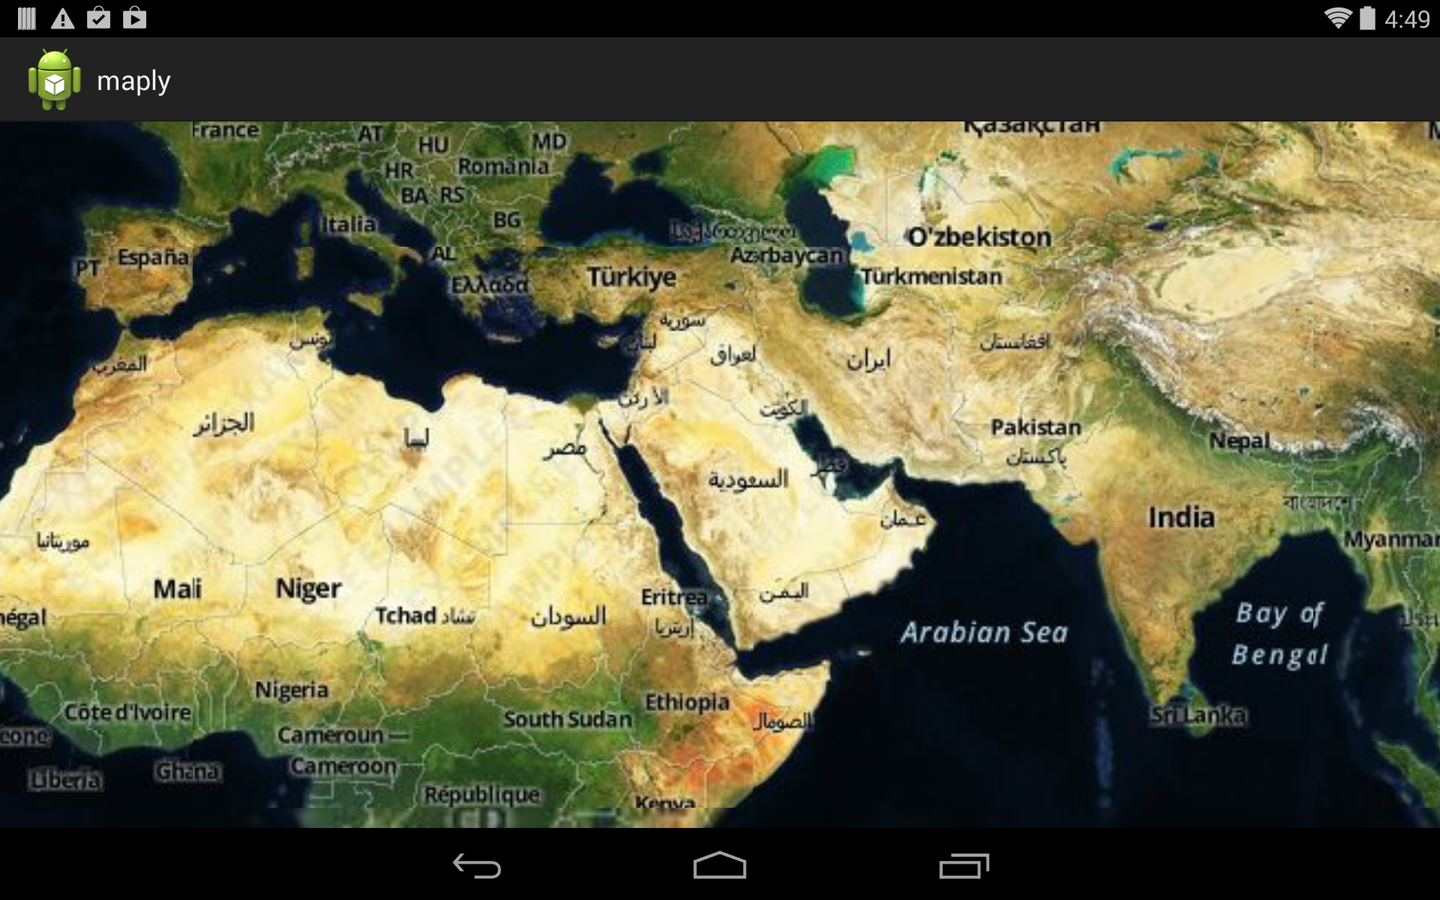 4:49
maply
France
AT
HU
MD
Қазақстан
HR
România
BA
RS
Italia
BG
O'zbekiston
AL
Azərbaycan
PT
España
Ελλάδα
Türkiye
Türkmenistan
سورية
تونس
لبنان
العراق
افغانستان
المغرب
ایران
الأردن
الكويت
الجزائر
ليبيا
مصر
Pakistan
پاکستان
Nepal
قطر
السعودية
India
বাংলাদেশ
عمان
موريتانيا
Myanmar
Mali
Niger
اليمن
Eritrea
إرتريا
Tchad تشاد
السودان
négal
Arabian Sea
Bay of
Bengal
Nigeria
Ethiopia
Côte d'Ivoire
South Sudan
الصومال
Sri Lanka
eone
Cameroun —
Cameroon
Liberia
Ghana
République
CD
Kenya